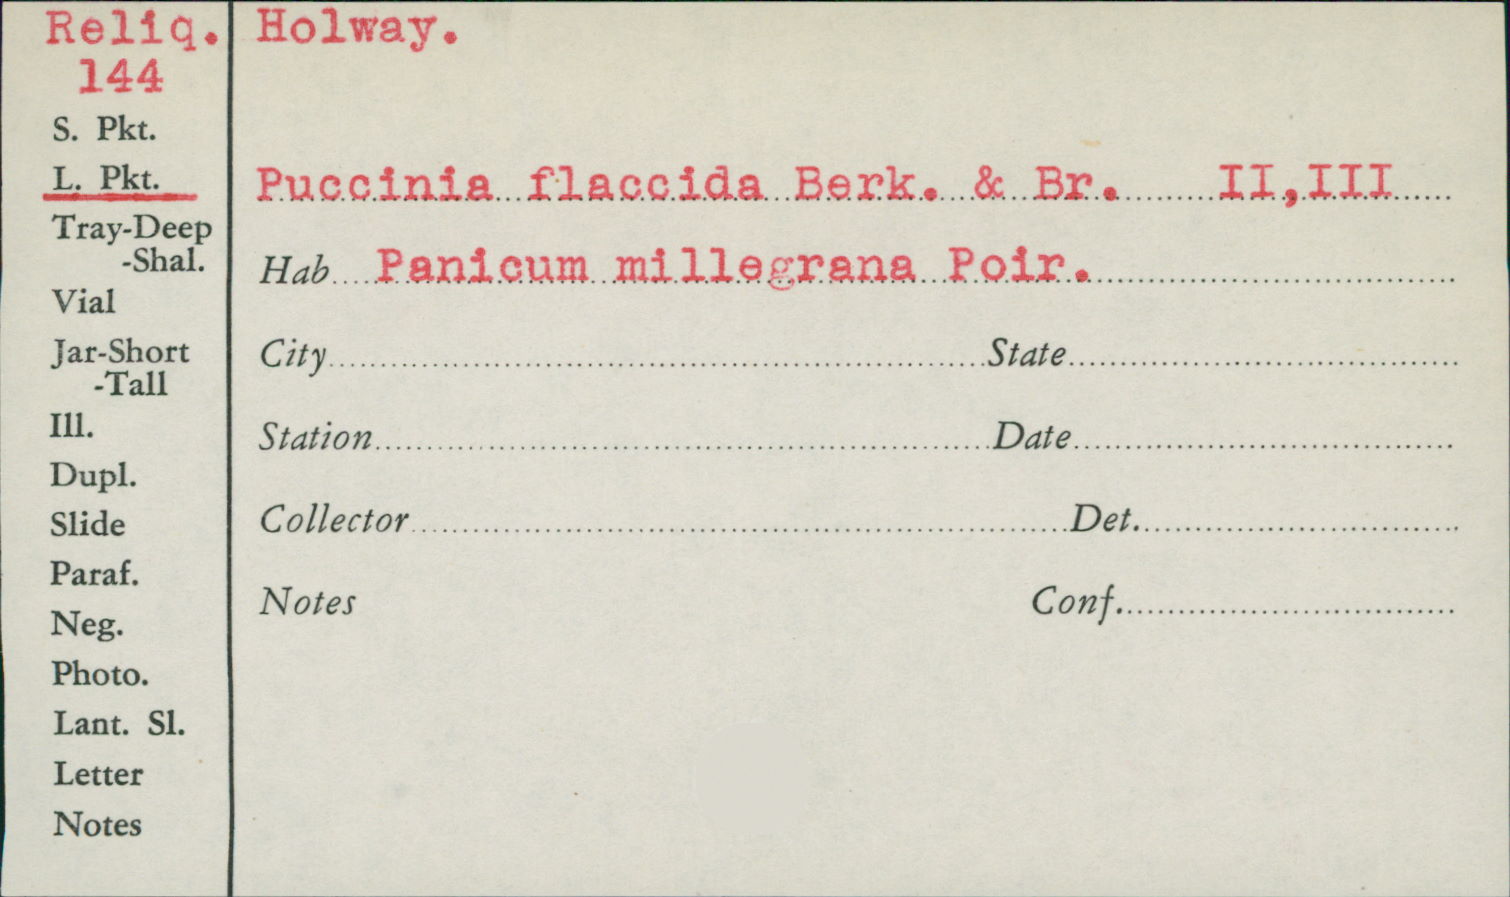 Reliq. Holway.
144
S. Pkt.
L. Pkt.
Puccinia flaccida Berk. & Br. II,III
Tray-Deep
-Shal.
Hab Panicum millegrana Poir.
Vial
Jar-Short
-Tall
City State
Ill.
Station Date
Dupl.
Slide
Collector Det.
Paraf.
Neg.
Notes Conf.
Photo.
Lant. Sl.
Letter
Notes